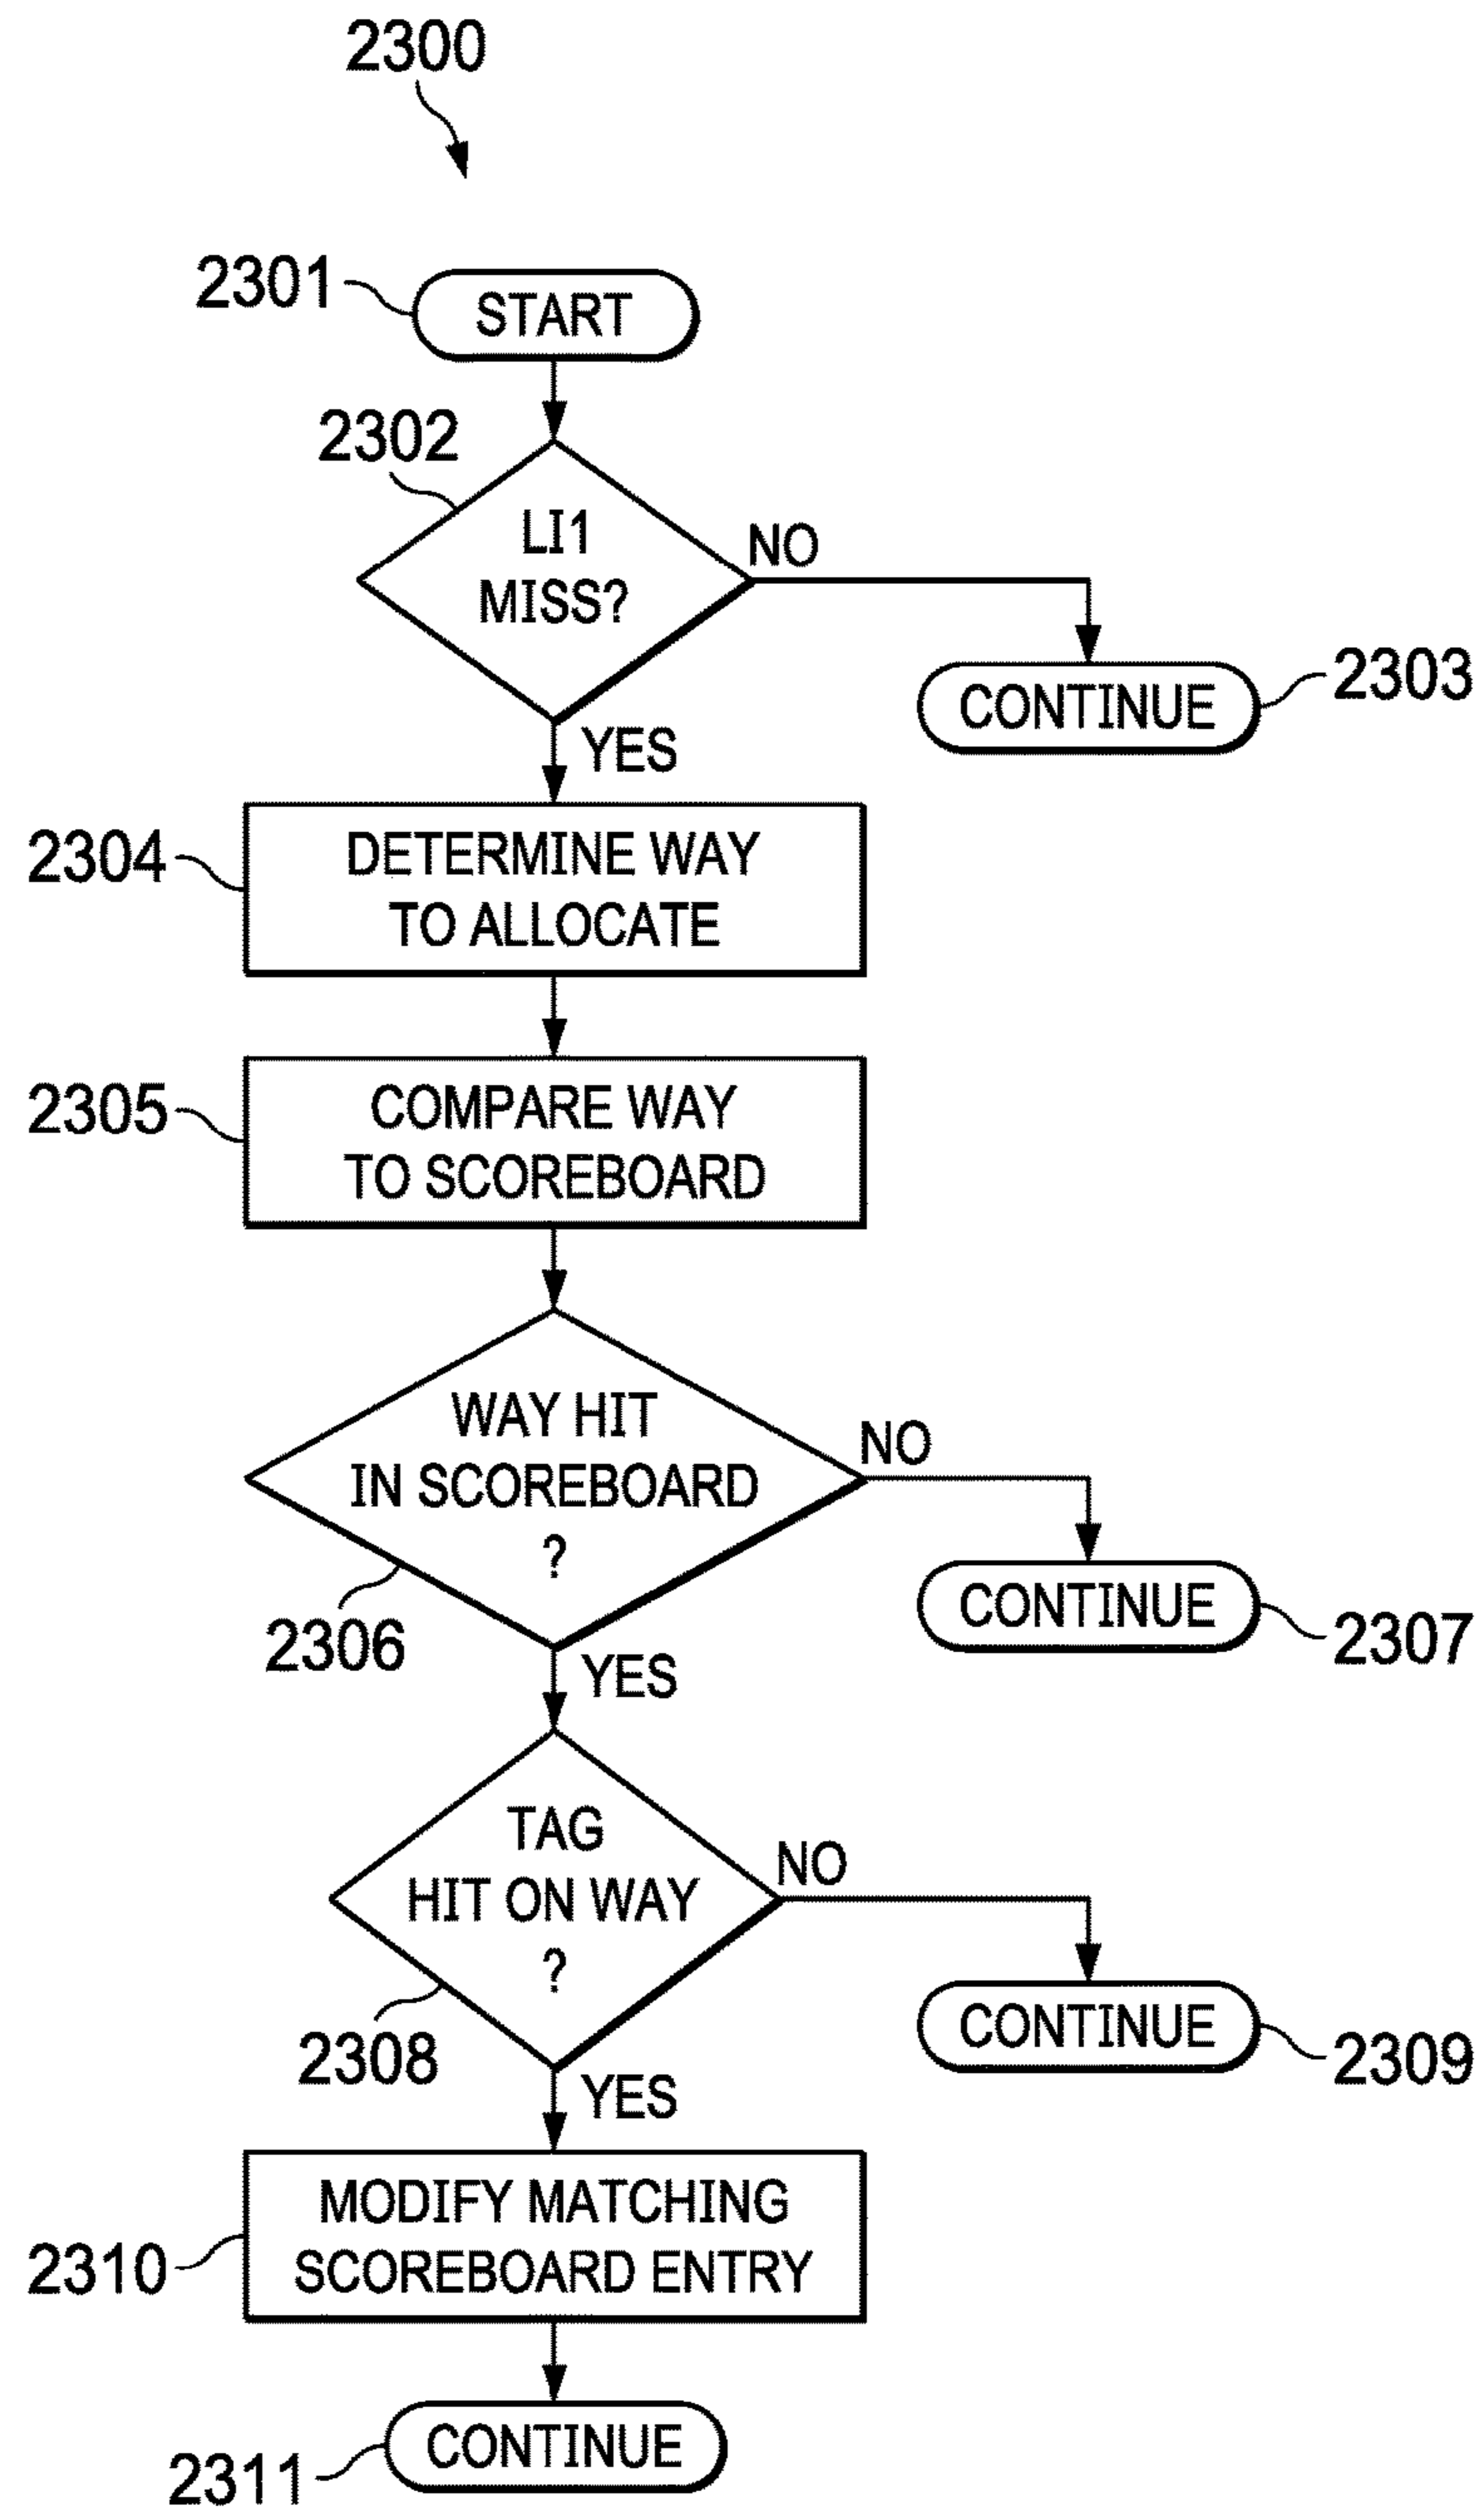 2300
2301
START
2302
LI1
MISS?
NO
2303
CONTINUE
YES
2304
DETERMINE WAY
TO ALLOCATE
2305
COMPARE WAY
TO SCOREBOARD
WAY HIT
IN SCOREBOARD
?
NO
2306
CONTINUE
2307
YES
TAG
HIT ON WAY
?
NO
2308
CONTINUE
2309
YES
2310
MODIFY MATCHING
SCOREBOARD ENTRY
2311
CONTINUE